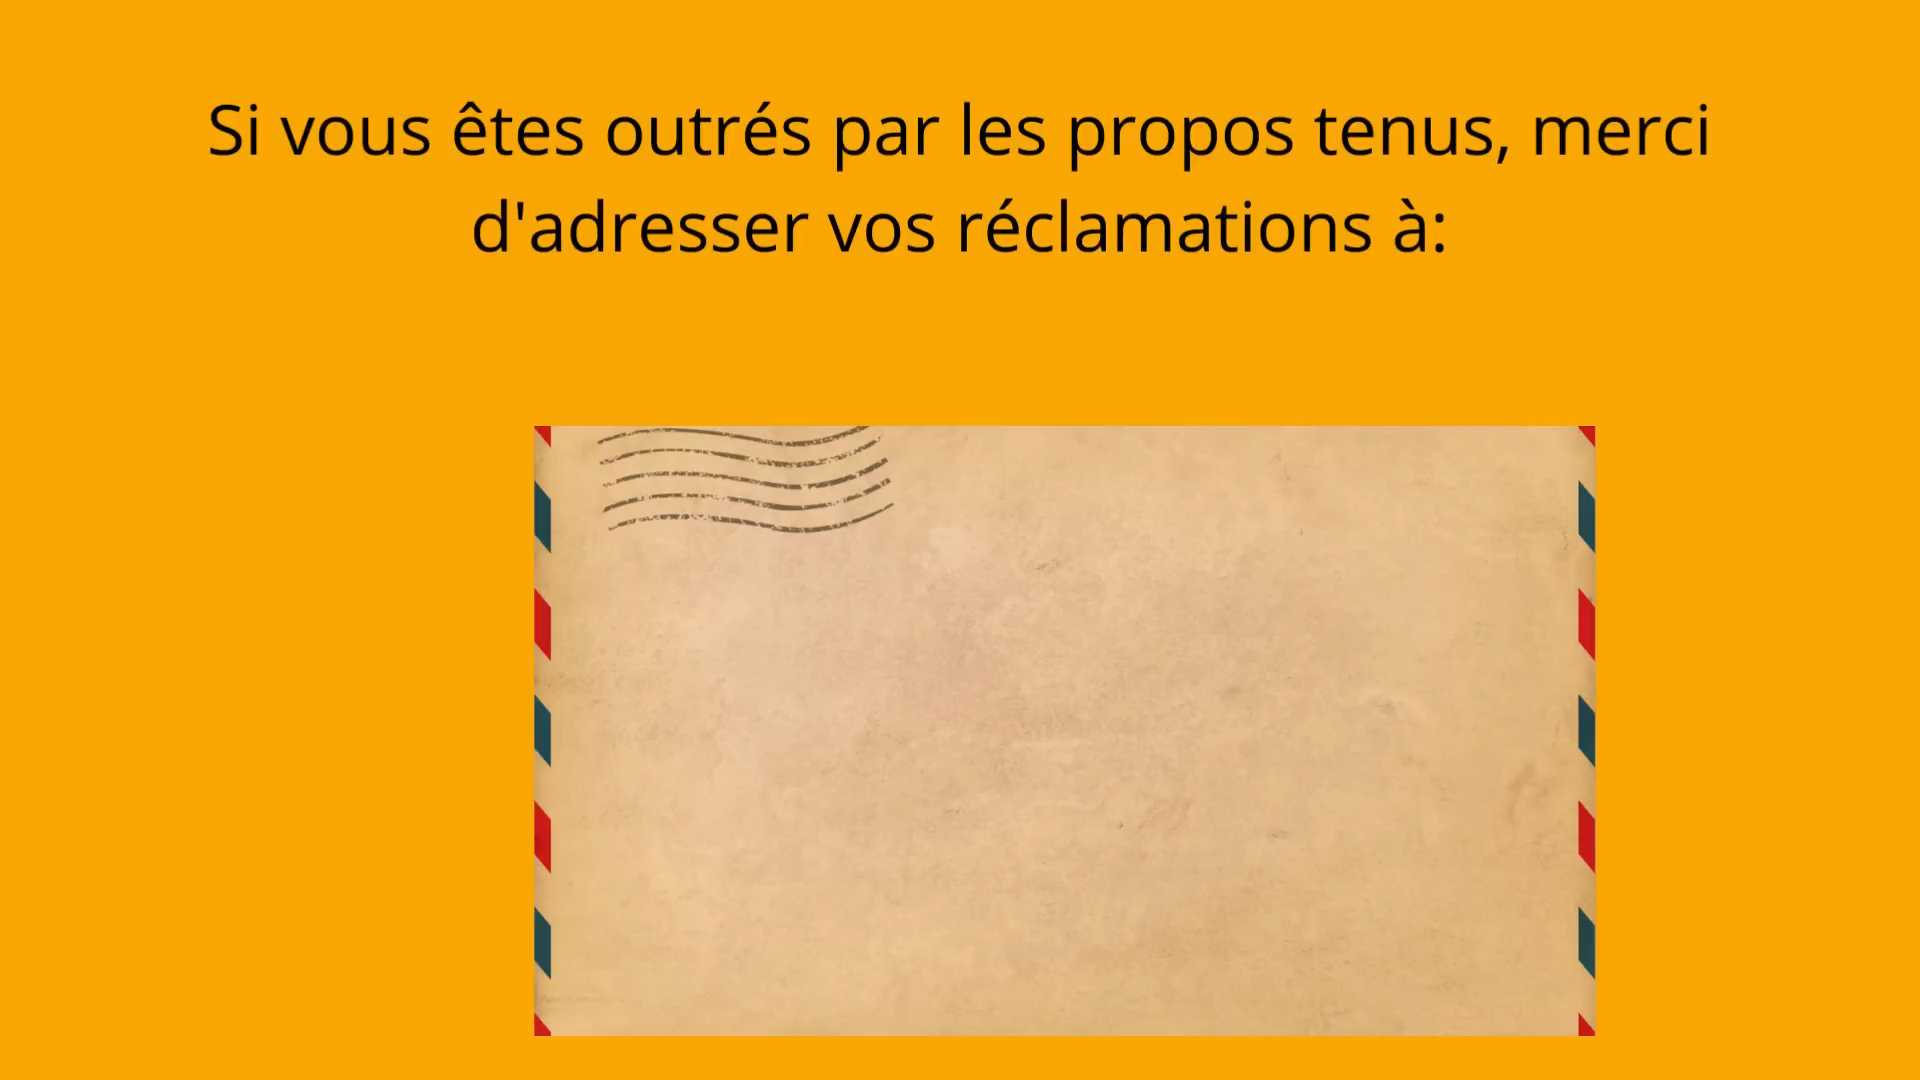 Si vous êtes outrés par les propos tenus, merci
d'adresser vos réclamations à: